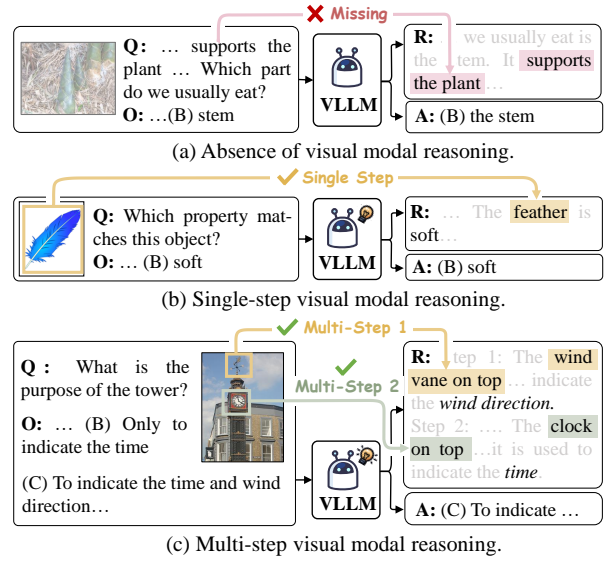 Missing
Q: … supports the
plant … Which part
do we usually eat?
O: …(B) stem
VLLM
R: … we usually eat is
the stem. It supports
the plant …
A: (B) the stem
(a) Absence of visual modal reasoning.
Single Step
Q: Which property mat-
ches this object?
O: … (B) soft
VLLM
R: … The feather is
soft…
A: (B) soft
(b) Single-step visual modal reasoning.
Multi-Step 1
Q : What is the
purpose of the tower?
O: … (B) Only to
indicate the time
(C) To indicate the time and wind
direction…
Multi-Step 2
VLLM
R: tep 1: The wind
vane on top … indicate
the wind direction.
Step 2: …. The clock
on top …it is used to
indicate the time.
A: (C) To indicate …
(c) Multi-step visual modal reasoning.